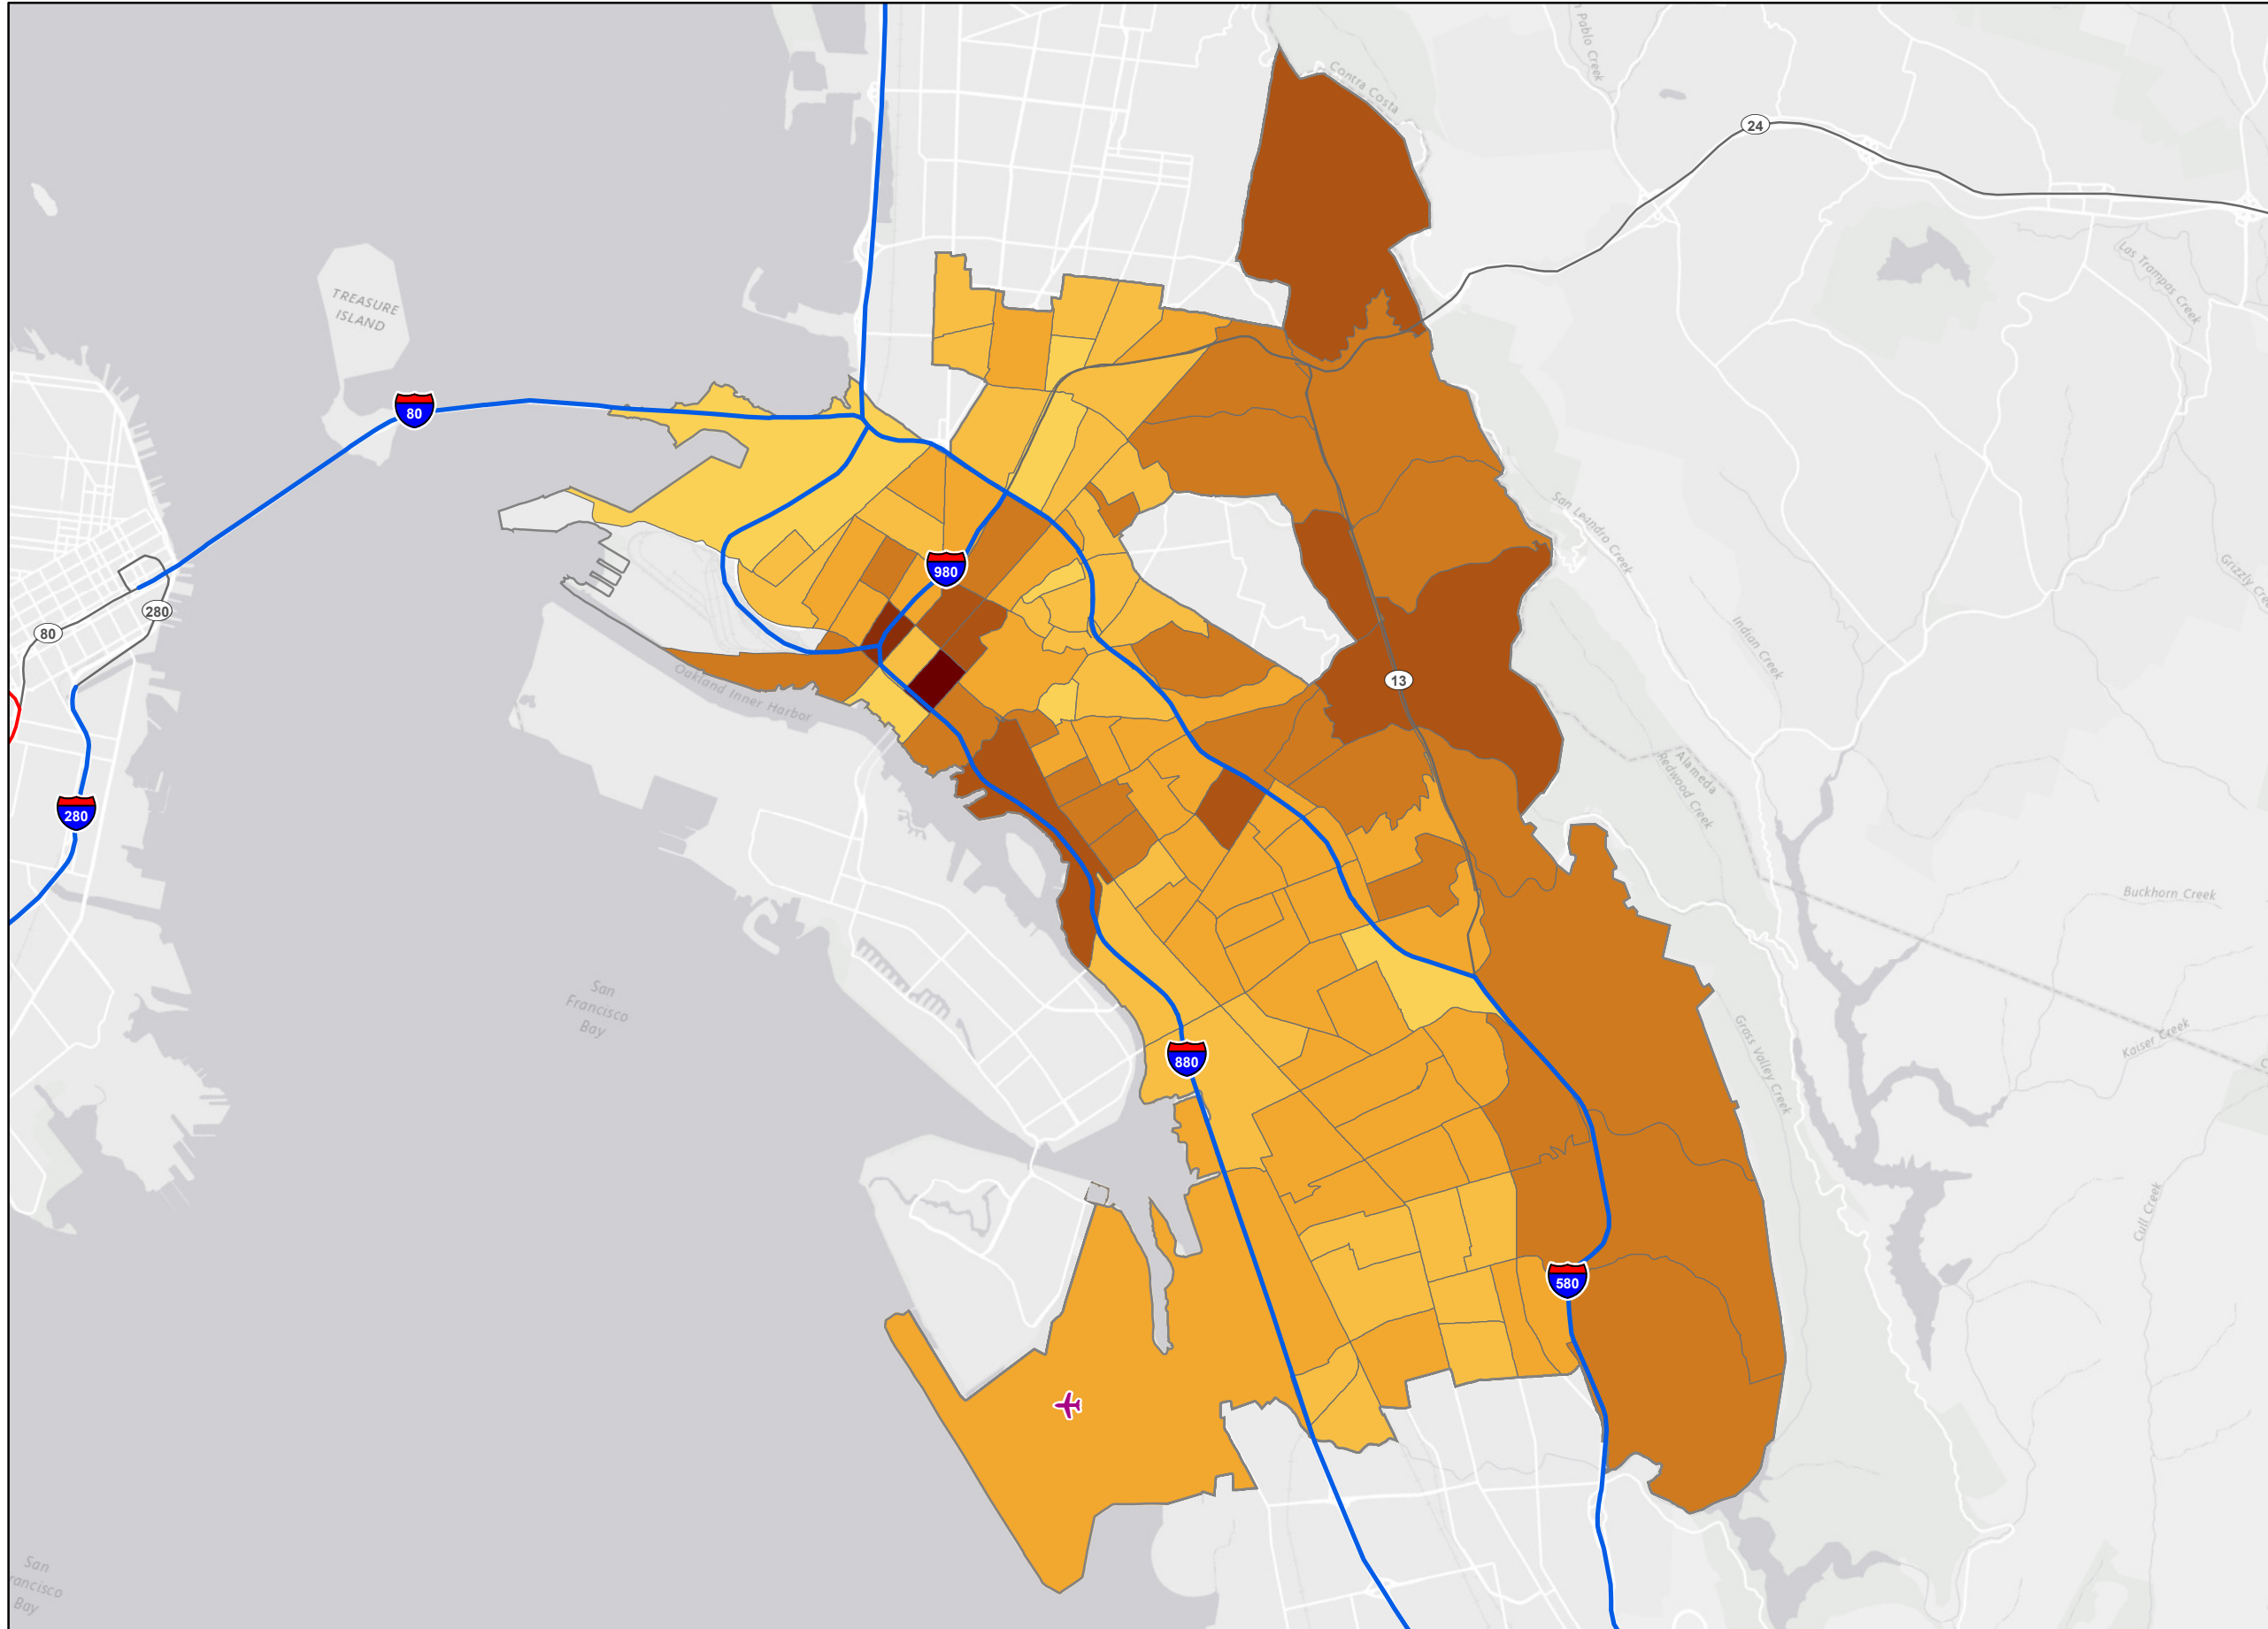 Contra Costa
n Pablo Creek
24
Las Trampas Creek
TREASURE
ISLAND
80
San Leandro Creek
Grizzly Cre
980
280
80
Indian Creek
13
Oakland Inner Harbor
Alameda
Redwood Creek
280
Buckhorn Creek
San
Francisco
Bay
Grass Valley Creek
Kaiser Creek
C
880
Cull Creek
580
San
rancisco
Bay